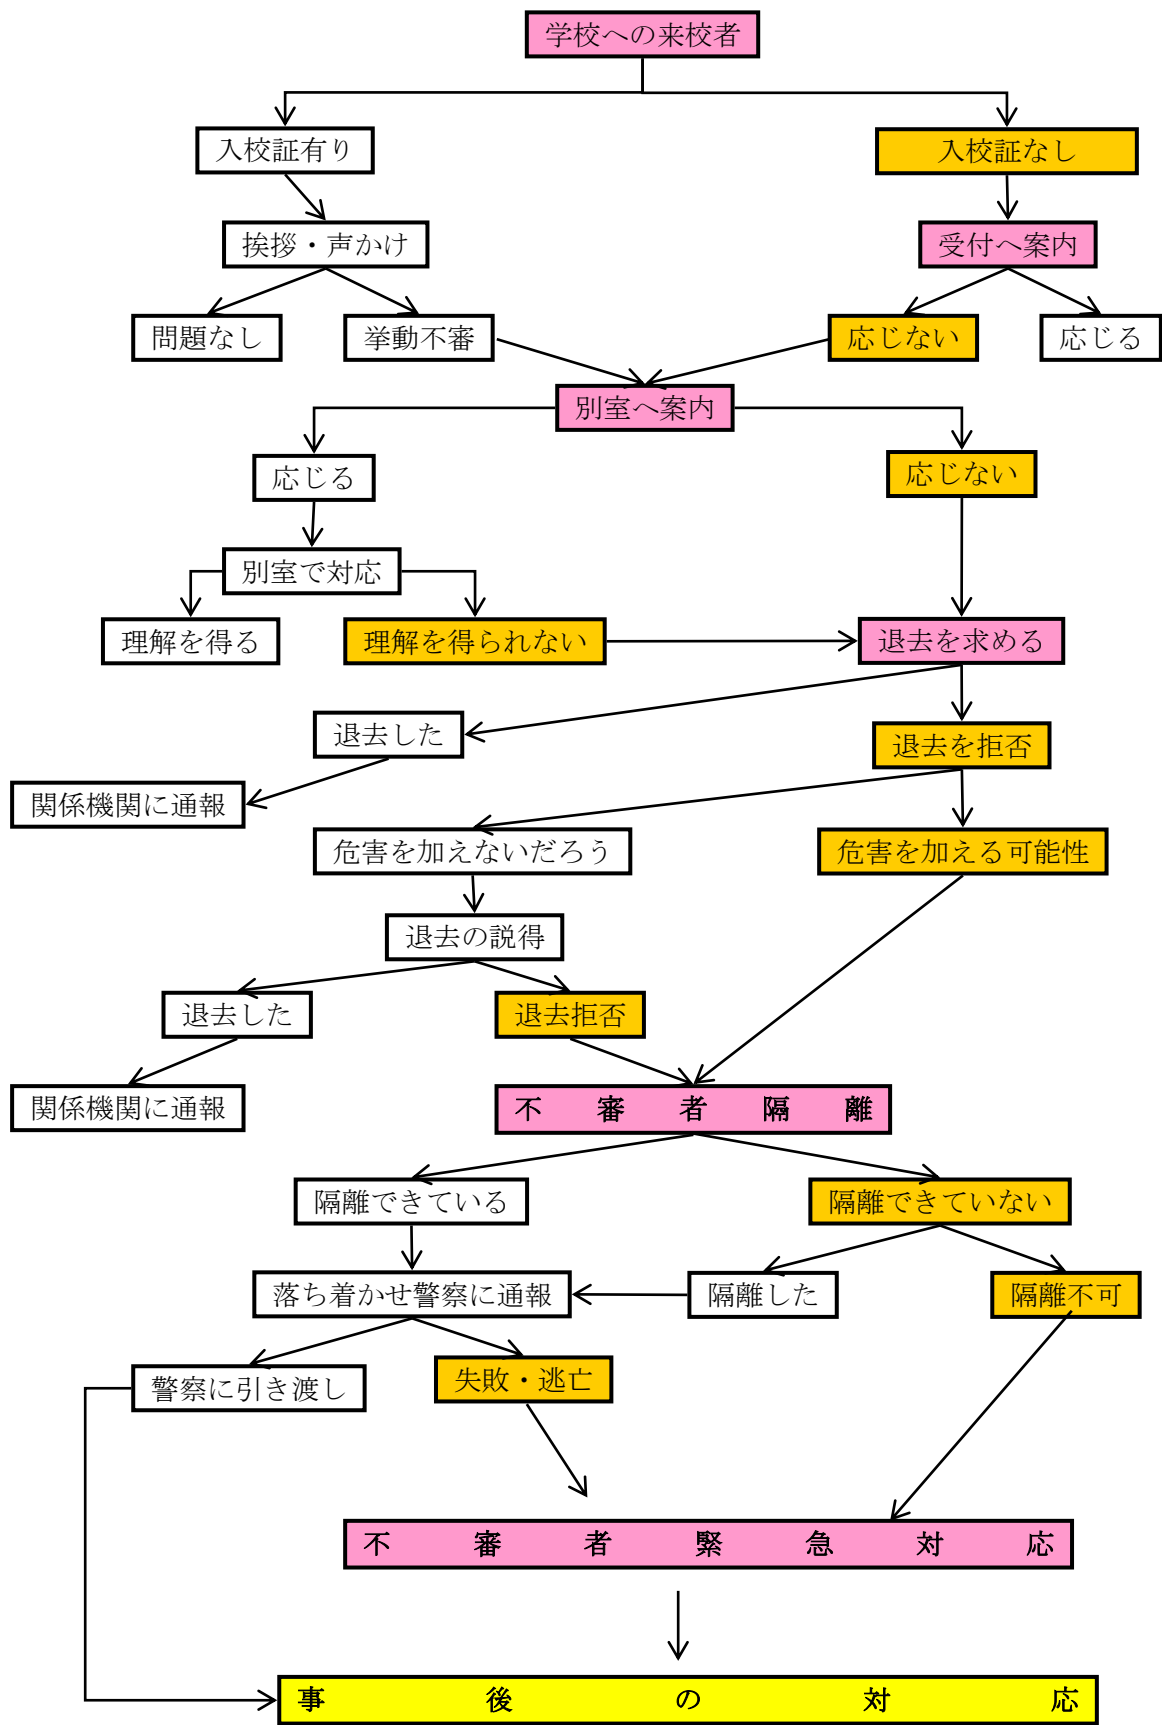 学校への来校者
入校証有り
入校証なし
挨拶・声かけ
受付へ案内
問題なし
挙動不審
応じない
応じる
別室へ案内
応じる
応じない
別室で対応
理解を得る
理解を得られない
退去を求める
退去した
退去を拒否
関係機関に通報
危害を加えないだろう
危害を加える可能性
退去の説得
退去した
退去拒否
関係機関に通報
不審者隔離
隔離できている
隔離できていない
落ち着かせ警察に通報
隔離した
隔離不可
警察に引き渡し
失敗・逃亡
不審者緊急対応
事後の対応